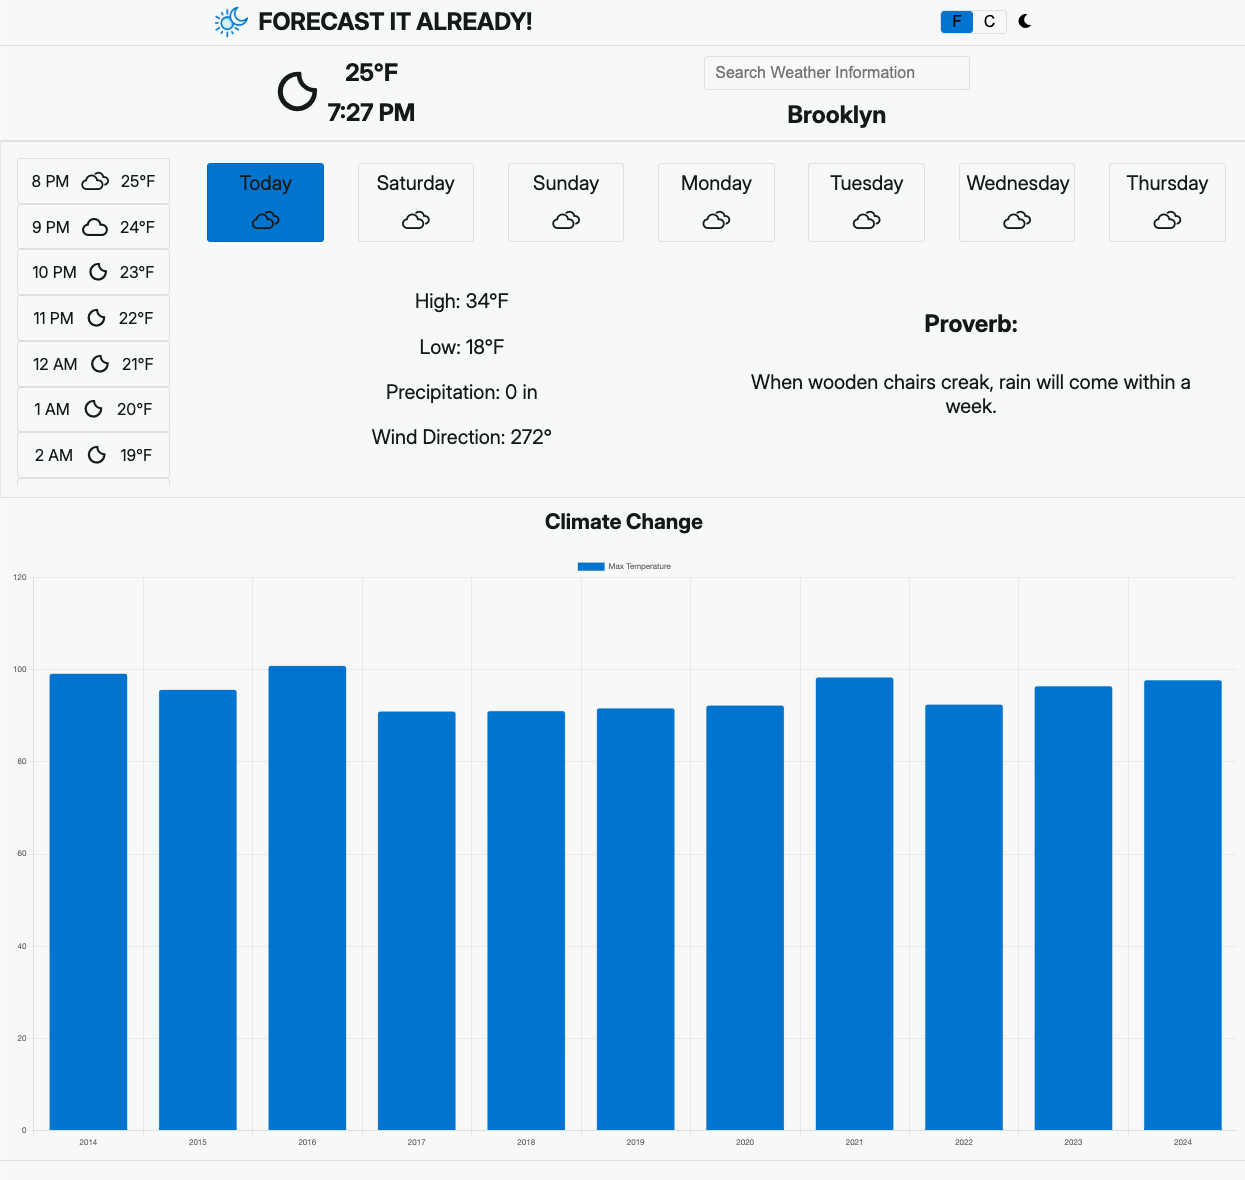 FORECAST IT ALREADY!
F C
25°F
7:27 PM
Search Weather Information
Brooklyn
8 PM 25°F
9 PM 24°F
10 PM 23°F
11 PM 22°F
12 AM 21°F
1 AM 20°F
2 AM 19°F
Today Saturday Sunday Monday Tuesday Wednesday Thursday
High: 34°F
Low: 18°F
Precipitation: 0 in
Wind Direction: 272°
Proverb:
When wooden chairs creak, rain will come within a
week.
Climate Change
Max Temperature
120
100
80
60
40
20
0
2014 2015 2016 2017 2018 2019 2020 2021 2022 2023 2024